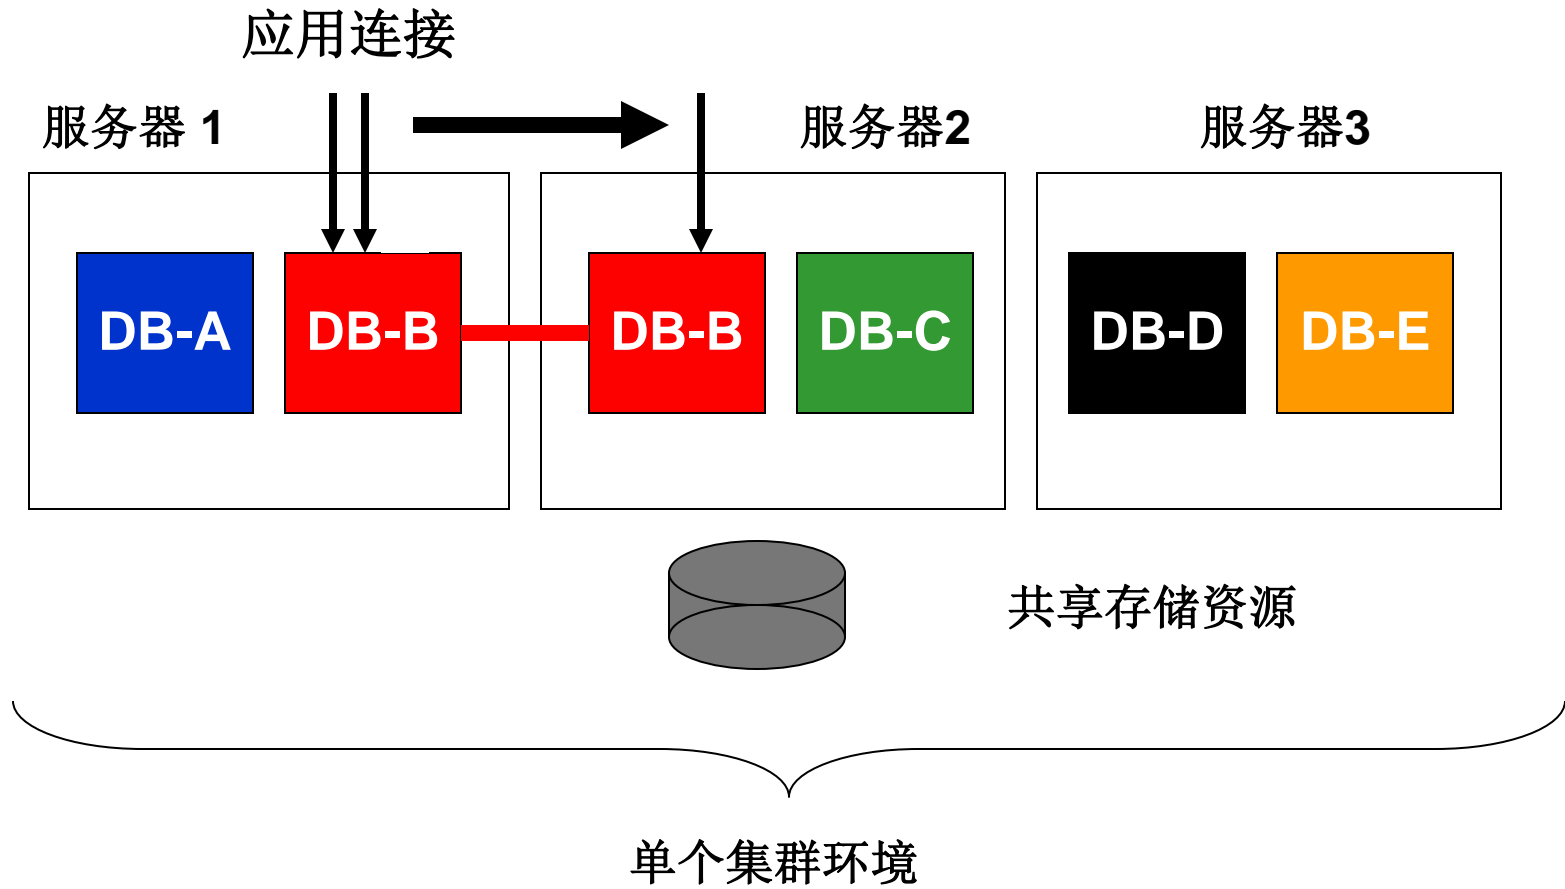 应用连接
服务器 1
服务器2
服务器3
DB-A
DB-B
DB-B
DB-C
DB-D
DB-E
共享存储资源
单个集群环境